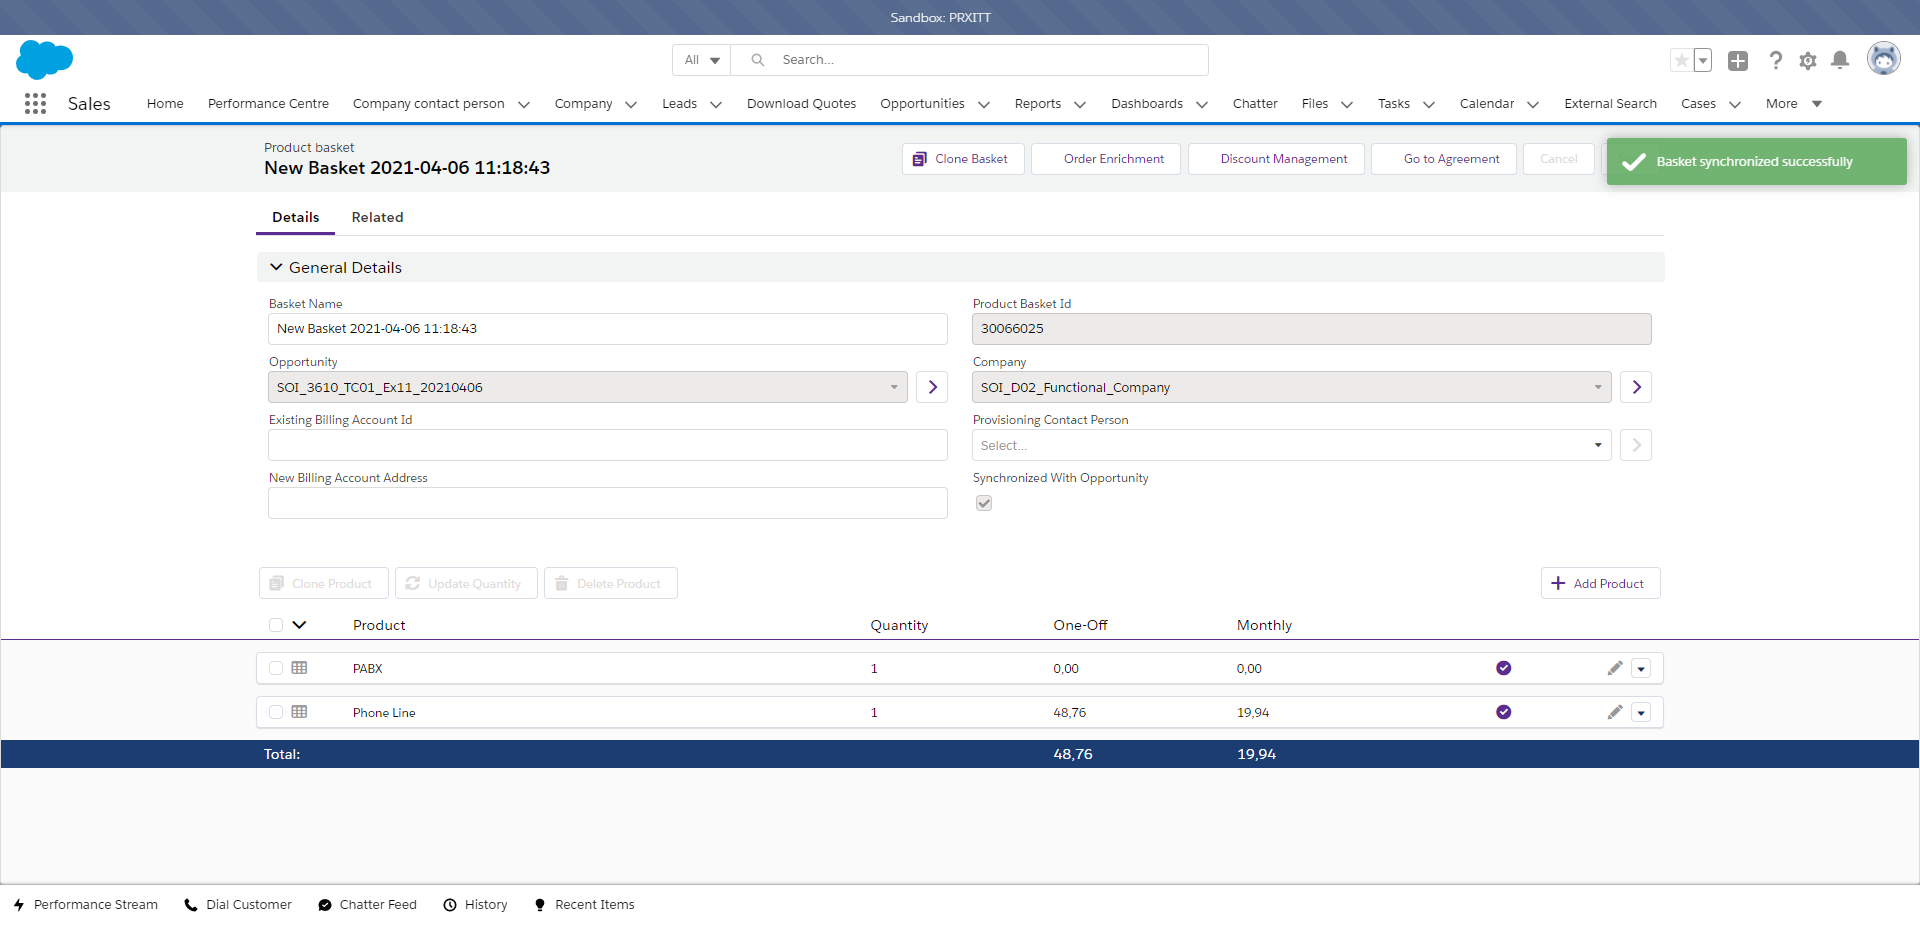 Sandbox: PRXITT
All Search...
Sales Home Performance Centre Company contact person Company Leads Download Quotes Opportunities Reports Dashboards Chatter Files Tasks Calendar External Search Cases More
Product basket
New Basket 2021-04-06 11:18:43
Clone Basket Order Enrichment Discount Management Go to Agreement Cancel
Basket synchronized successfully
Details Related
General Details
Basket Name Product Basket Id
New Basket 2021-04-06 11:18:43 30066025
Opportunity Company
SOI_3610_TC01_Ex11_20210406 SOI_D02_Functional_Company
Existing Billing Account Id Provisioning Contact Person
Select...
New Billing Account Address Synchronized With Opportunity
Clone Product Update Quantity Delete Product Add Product
Product Quantity One-Off Monthly
PABX 1 0,00 0,00
Phone Line 1 48,76 19,94
Total: 48,76 19,94
Performance Stream Dial Customer Chatter Feed History Recent Items